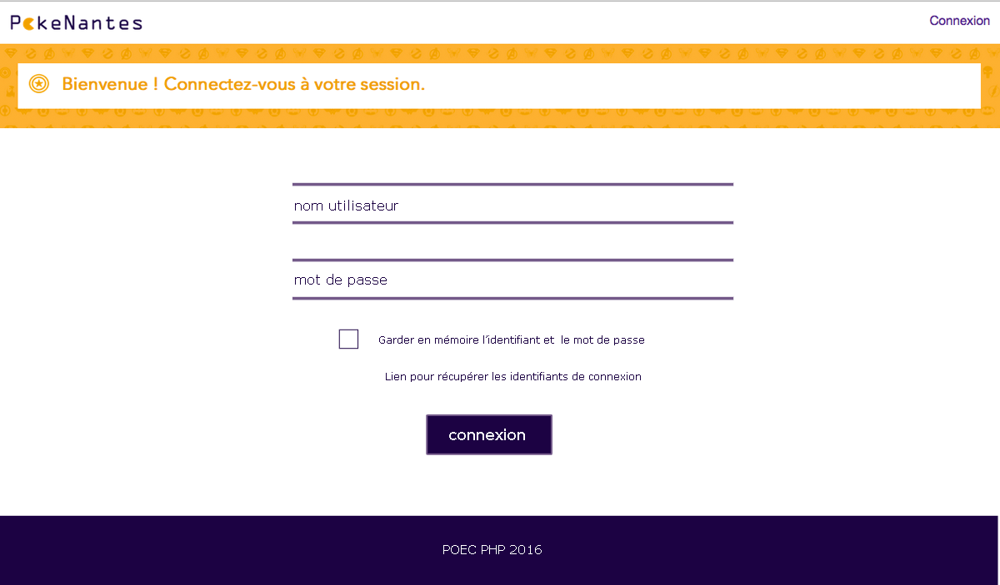 PokeNantes
Connexion
Bienvenue ! Connectez-vous à votre session.
nom utilisateur
mot de passe
Garder en mémoire l'identifiant et le mot de passe
Lien pour récupérer les identifiants de connexion
connexion
POEC PHP 2016